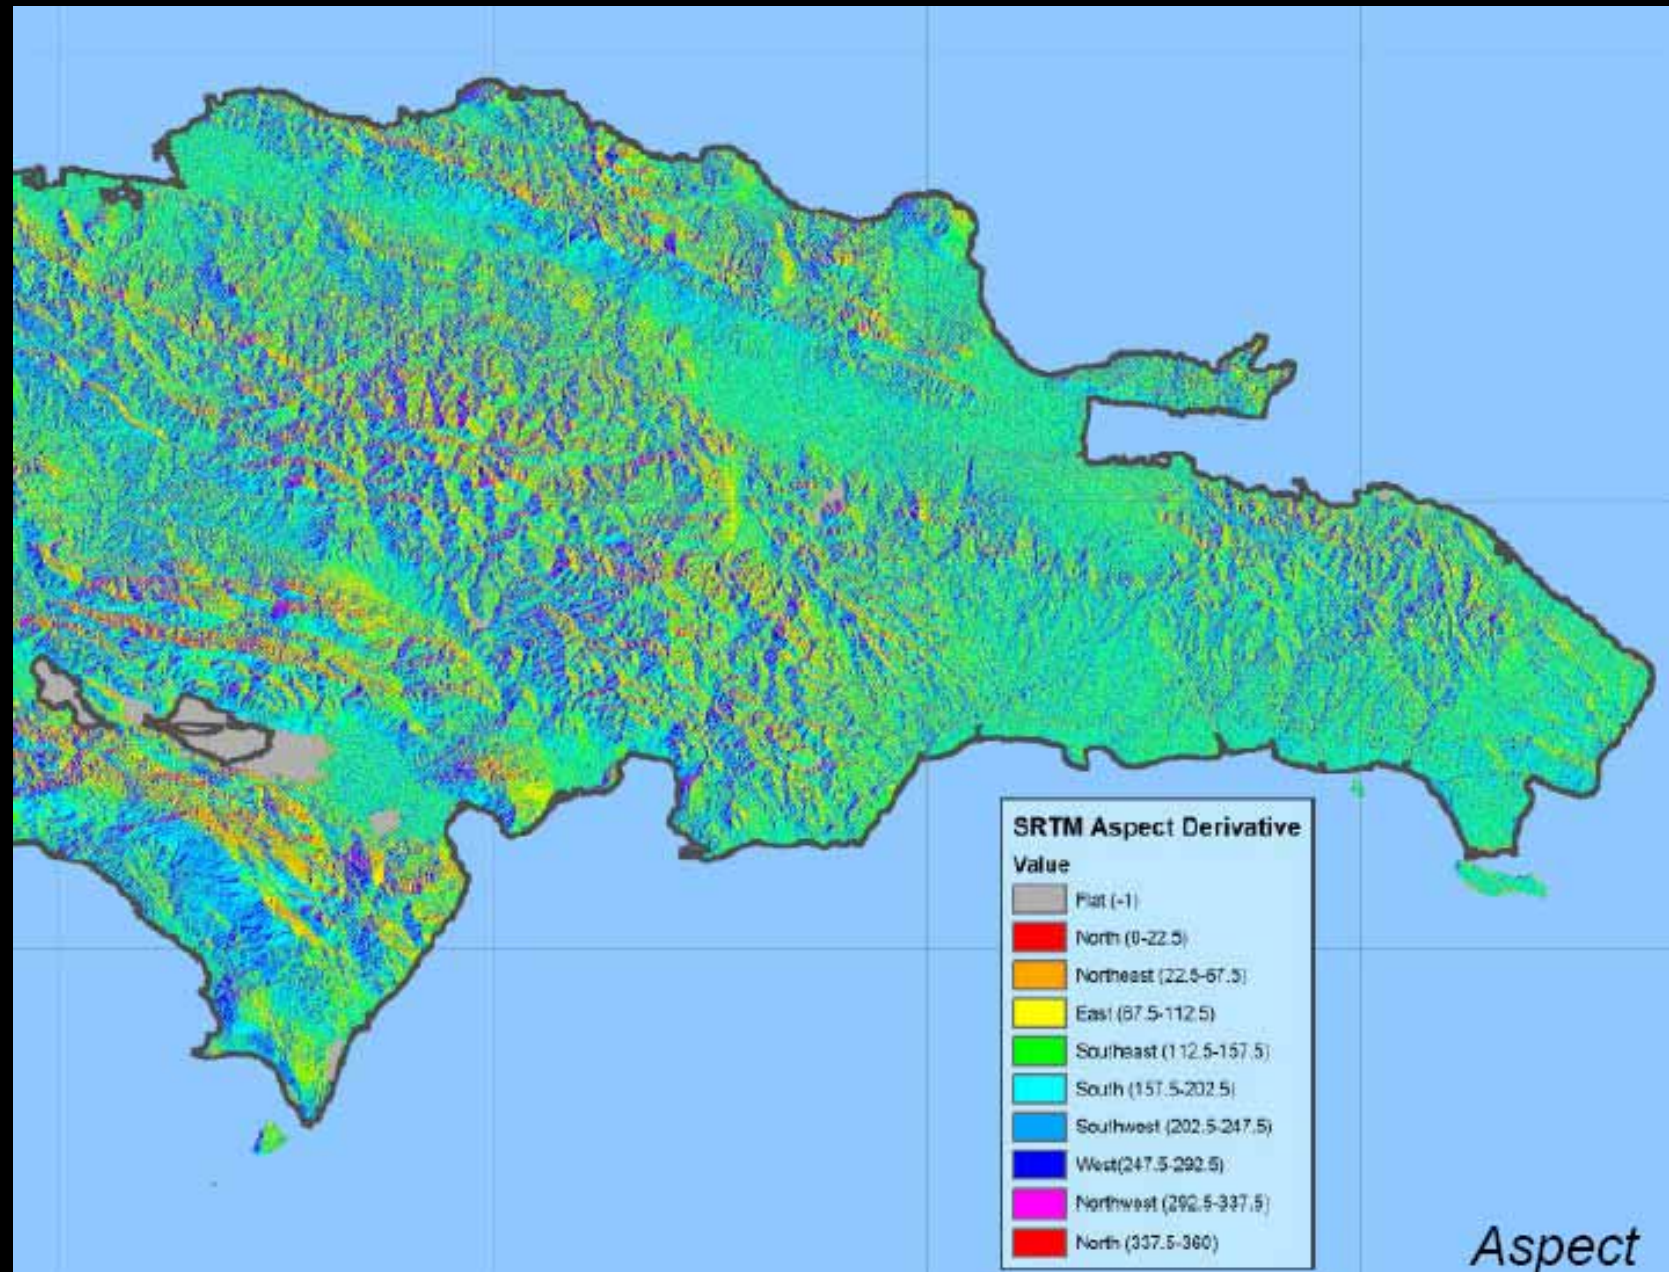 SRTM Aspect Derivative
Value
Flat (-1)
North (0-22.5)
Northeast (22.5-67.5)
East (67.5-112.5)
Southeast (112.5-157.5)
South (157.5-202.5)
Southwest (202.5-247.5)
West(247.5-292.5)
Northwest (292.5-337.5)
North (337.5-360)
Aspect